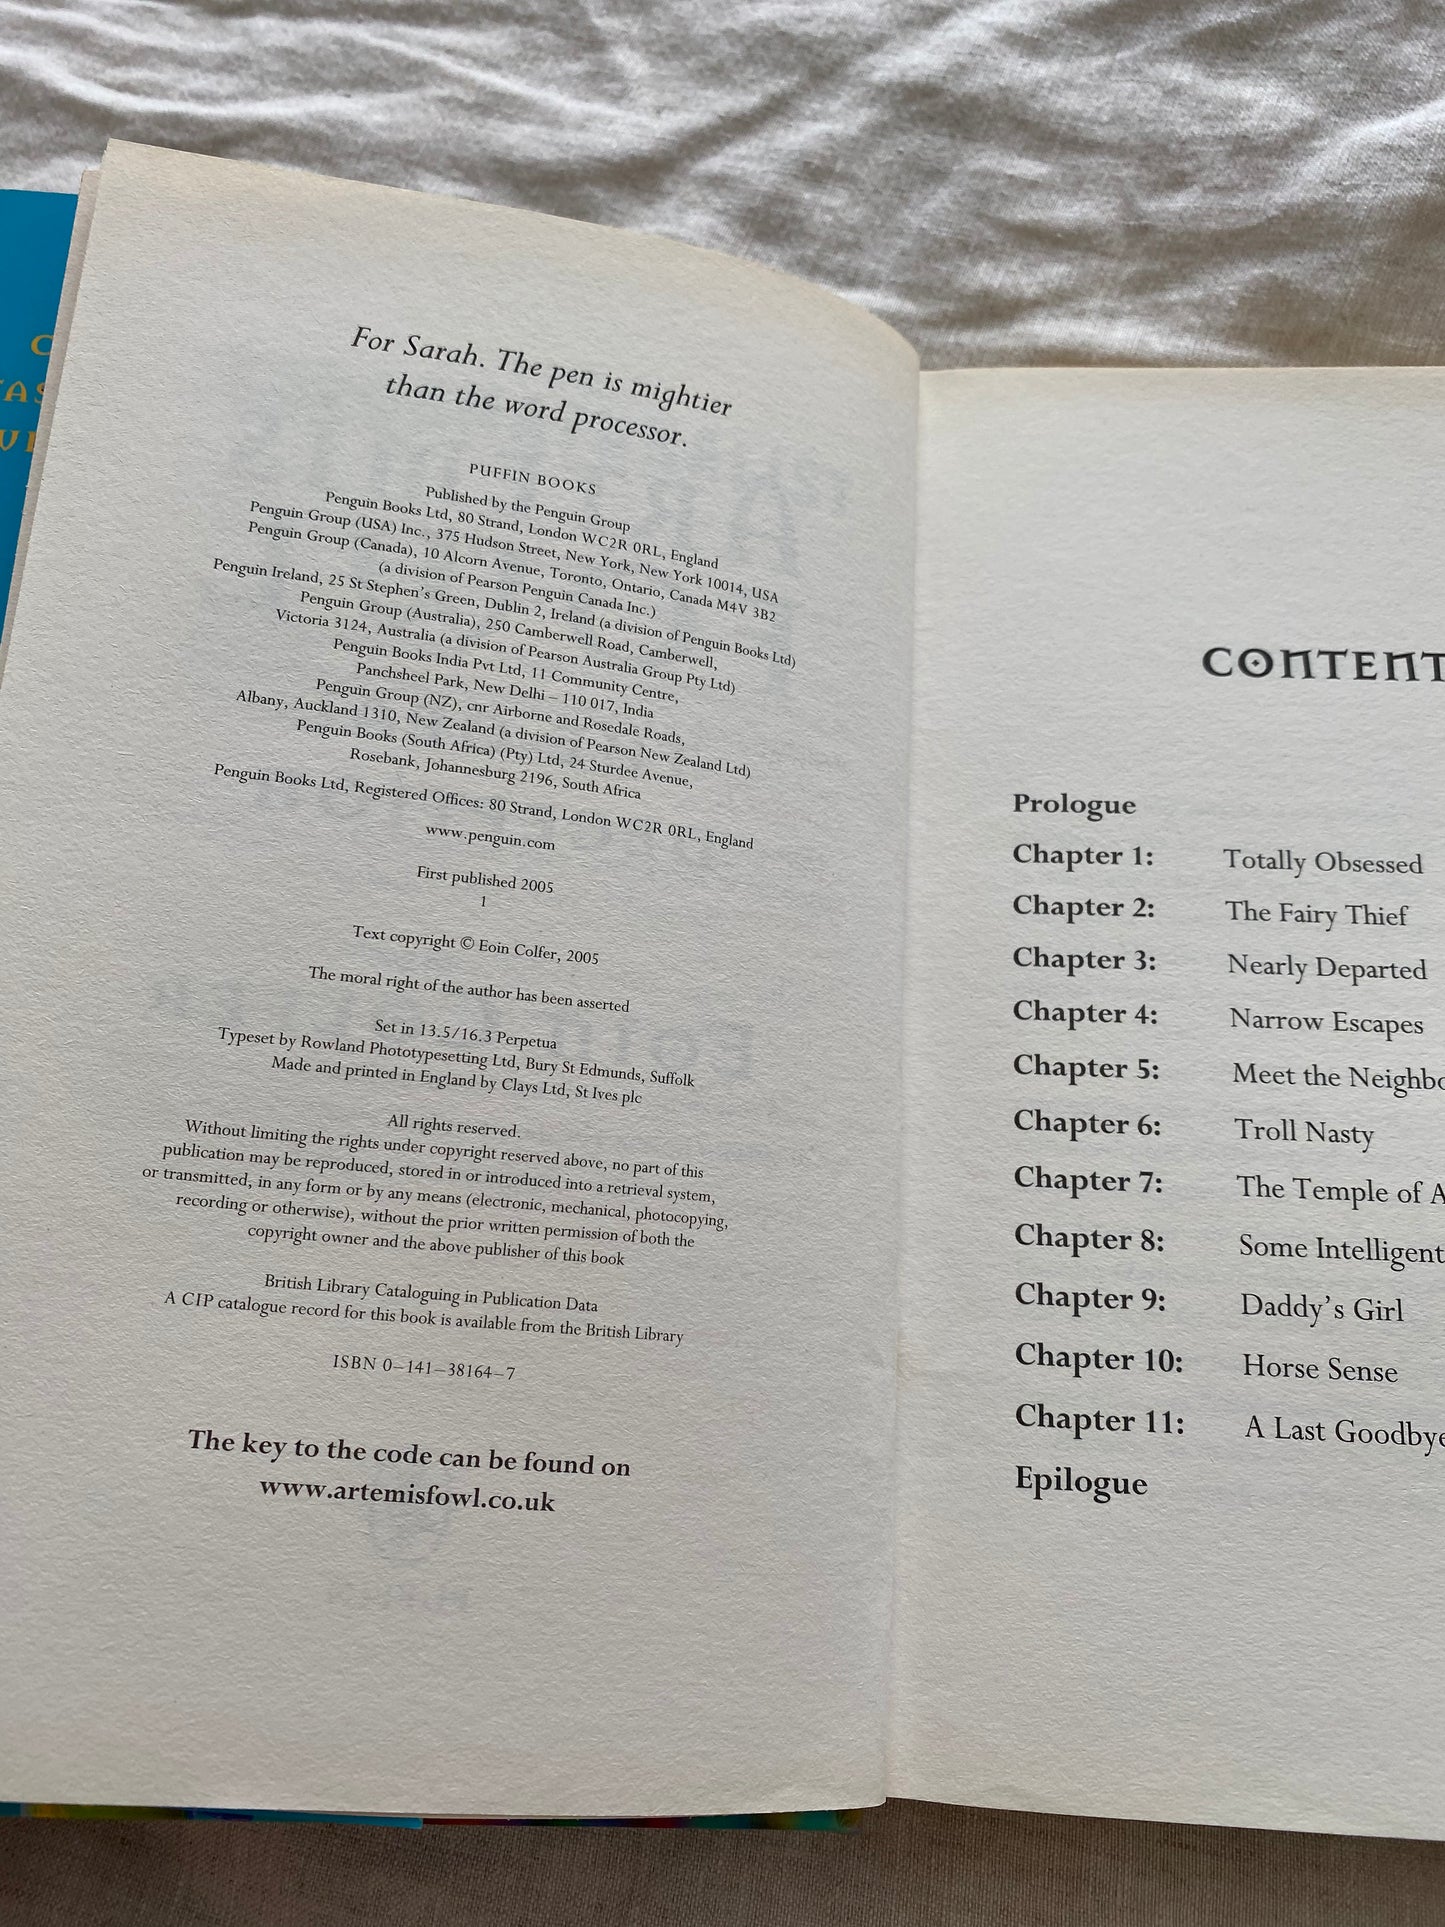 For Sarah. The pen is mightier
than the word processor.
PUFFIN BOOKS
Published by the Penguin Group
Penguin Books Ltd, 80 Strand, London WC2R 0RL, England
Penguin Group (USA) Inc., 375 Hudson Street, New York, New York 10014, USA
Penguin Group (Canada), 10 Alcorn Avenue, Toronto, Ontario, Canada M4V 3B2
(a division of Pearson Penguin Canada Inc.)
Penguin Ireland, 25 St Stephen's Green, Dublin 2, Ireland (a division of Penguin Books Ltd)
Penguin Group (Australia), 250 Camberwell Road, Camberwell,
Victoria 3124, Australia (a division of Pearson Australia Group Pty Ltd)
Penguin Books India Pvt Ltd, 11 Community Centre,
Panchsheel Park, New Delhi – 110 017, India
Penguin Group (NZ), cnr Airborne and Rosedale Roads,
Albany, Auckland 1310, New Zealand (a division of Pearson New Zealand Ltd)
Penguin Books (South Africa) (Pty) Ltd, 24 Sturdee Avenue,
Rosebank, Johannesburg 2196, South Africa
Penguin Books Ltd, Registered Offices: 80 Strand, London WC2R 0RL, England
www.penguin.com
First published 2005
1
Text copyright © Eoin Colfer, 2005
The moral right of the author has been asserted
Set in 13.5/16.3 Perpetua
Typeset by Rowland Phototypesetting Ltd, Bury St Edmunds, Suffolk
Made and printed in England by Clays Ltd, St Ives plc
All rights reserved.
Without limiting the rights under copyright reserved above, no part of this
publication may be reproduced, stored in or introduced into a retrieval system,
or transmitted, in any form or by any means (electronic, mechanical, photocopying,
recording or otherwise), without the prior written permission of both the
copyright owner and the above publisher of this book
British Library Cataloguing in Publication Data
A CIP catalogue record for this book is available from the British Library
ISBN 0–141–38164–7
The key to the code can be found on
www.artemisfowl.co.uk
CONTENT
Prologue
Chapter 1: Totally Obsessed
Chapter 2: The Fairy Thief
Chapter 3: Nearly Departed
Chapter 4: Narrow Escapes
Chapter 5: Meet the Neighbo
Chapter 6: Troll Nasty
Chapter 7: The Temple of A
Chapter 8: Some Intelligent
Chapter 9: Daddy's Girl
Chapter 10: Horse Sense
Chapter 11: A Last Goodbye
Epilogue